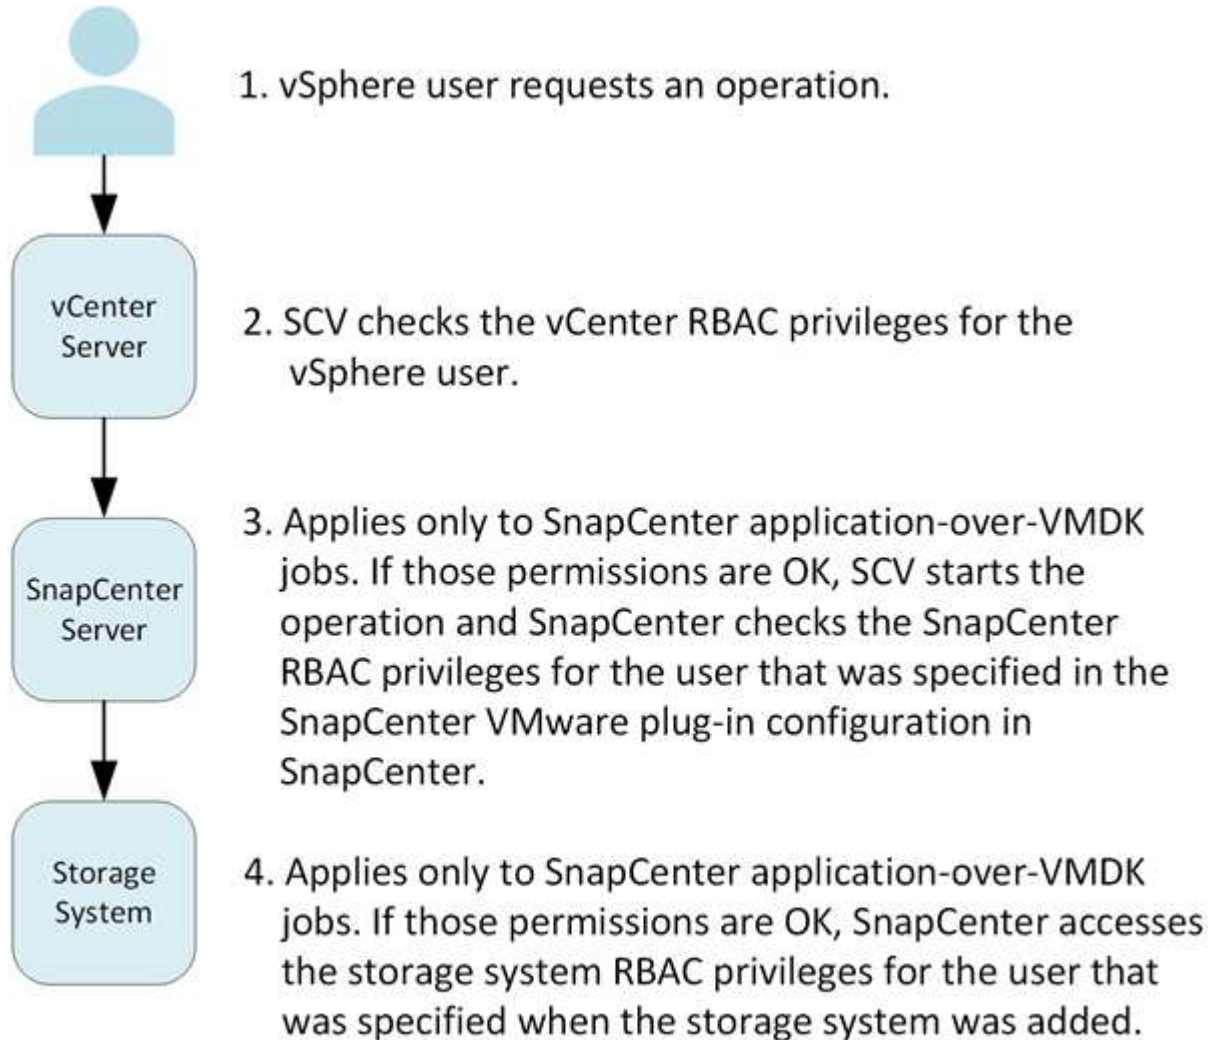 1. vSphere user requests an operation.
vCenter
Server
2. SCV checks the vCenter RBAC privileges for the
vSphere user.
SnapCenter
Server
3. Applies only to SnapCenter application-over-VMDK
jobs. If those permissions are OK, SCV starts the
operation and SnapCenter checks the SnapCenter
RBAC privileges for the user that was specified in the
SnapCenter VMware plug-in configuration in
SnapCenter.
Storage
System
4. Applies only to SnapCenter application-over-VMDK
jobs. If those permissions are OK, SnapCenter accesses
the storage system RBAC privileges for the user that
was specified when the storage system was added.